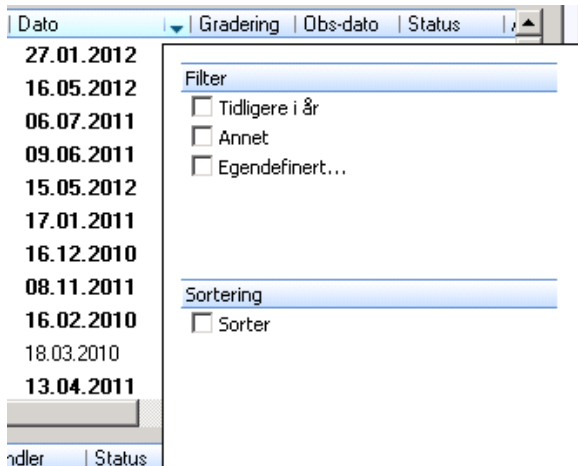 Dato Gradering Obs-dato Status
27.01.2012
16.05.2012
06.07.2011
09.06.2011
15.05.2012
17.01.2011
16.12.2010
08.11.2011
16.02.2010
18.03.2010
13.04.2011
Filter
Tidligere i år
Annet
Egendefinert...
Sortering
Sorter
ndler Status